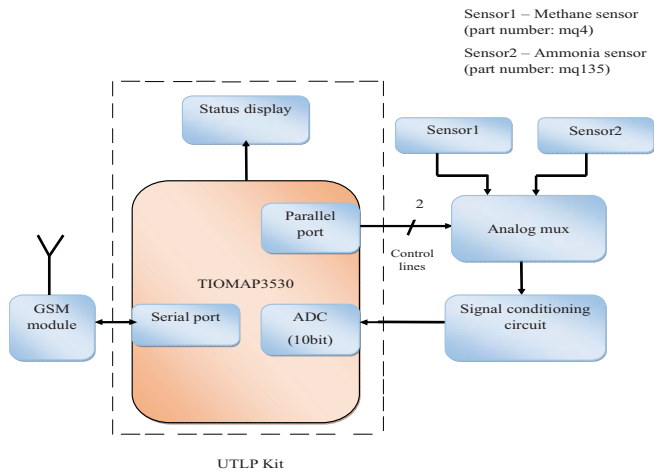 Sensor1 – Methane sensor
(part number: mq4)
Sensor2 – Ammonia sensor
(part number: mq135)
Status display
Sensor1
Sensor2
Parallel
port
2
Control
lines
Analog mux
TIOMAP3530
GSM
module
Serial port
ADC
(10bit)
Signal conditioning
circuit
UTLP Kit